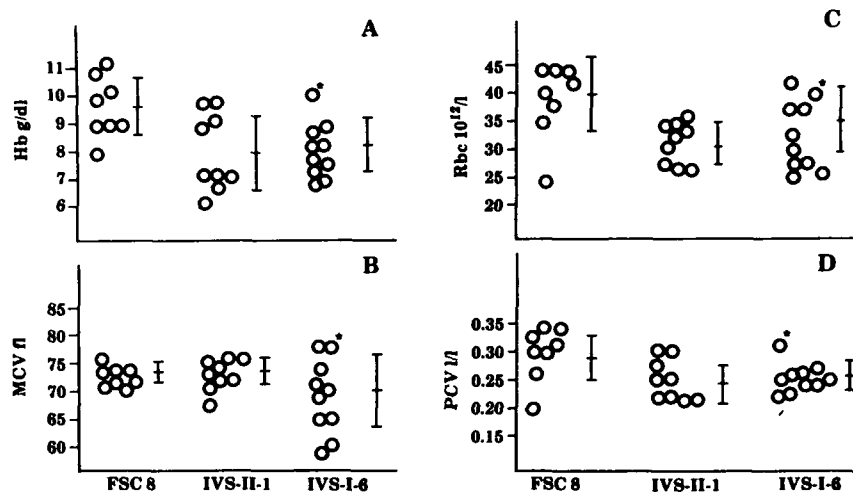 A
Hb g/dl
11
10
9
8
7
6
*
B
MCV fl
85
80
75
70
65
60
*
FSC 8 IVS-II-1 IVS-I-6
C
Rbc 10¹²/l
45
40
35
30
25
20
*
D
PCV l/l
0.35
0.30
0.25
0.20
0.15
*
FSC 8 IVS-II-1 IVS-I-6